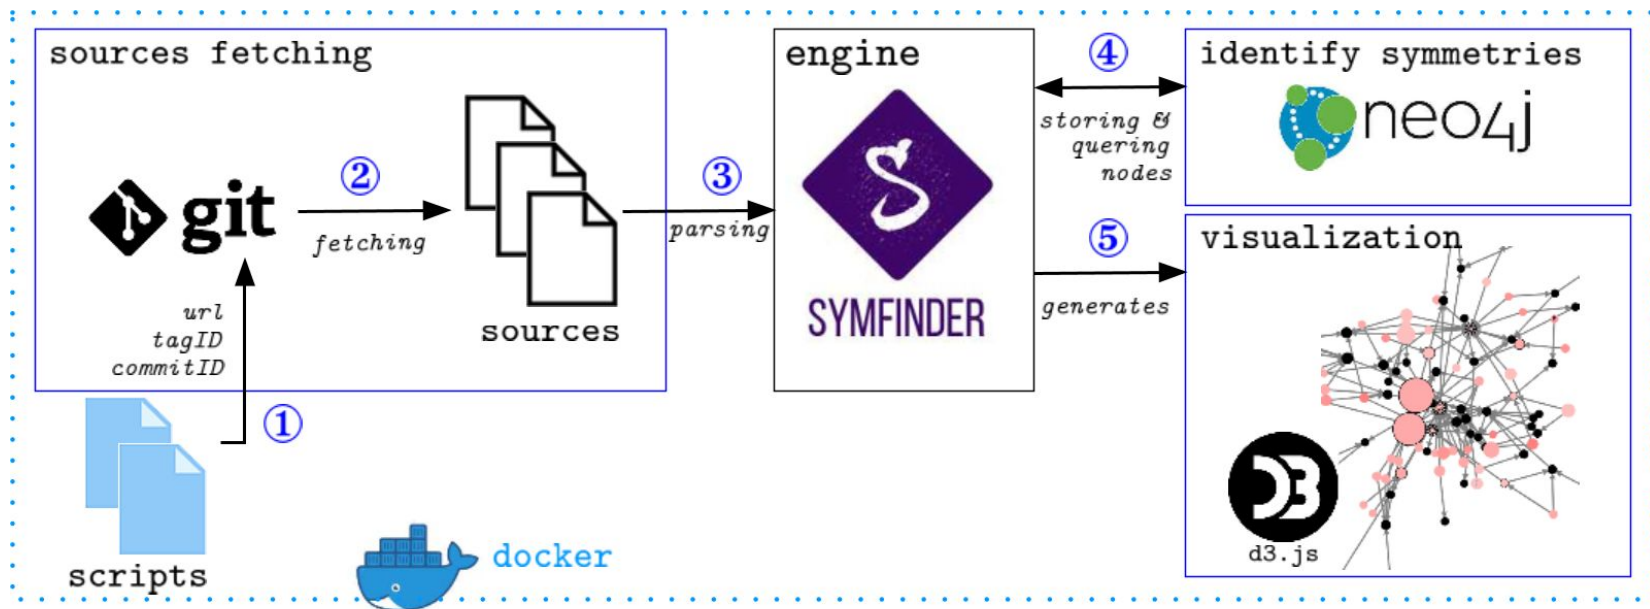 sources fetching
git
②
fetching
sources
url
tagID
commitID
①
scripts
docker
③
parsing
engine
SYMFINDER
④
storing &
quering
nodes
identify symmetries
neo4j
⑤
generates
visualization
D3
d3.js